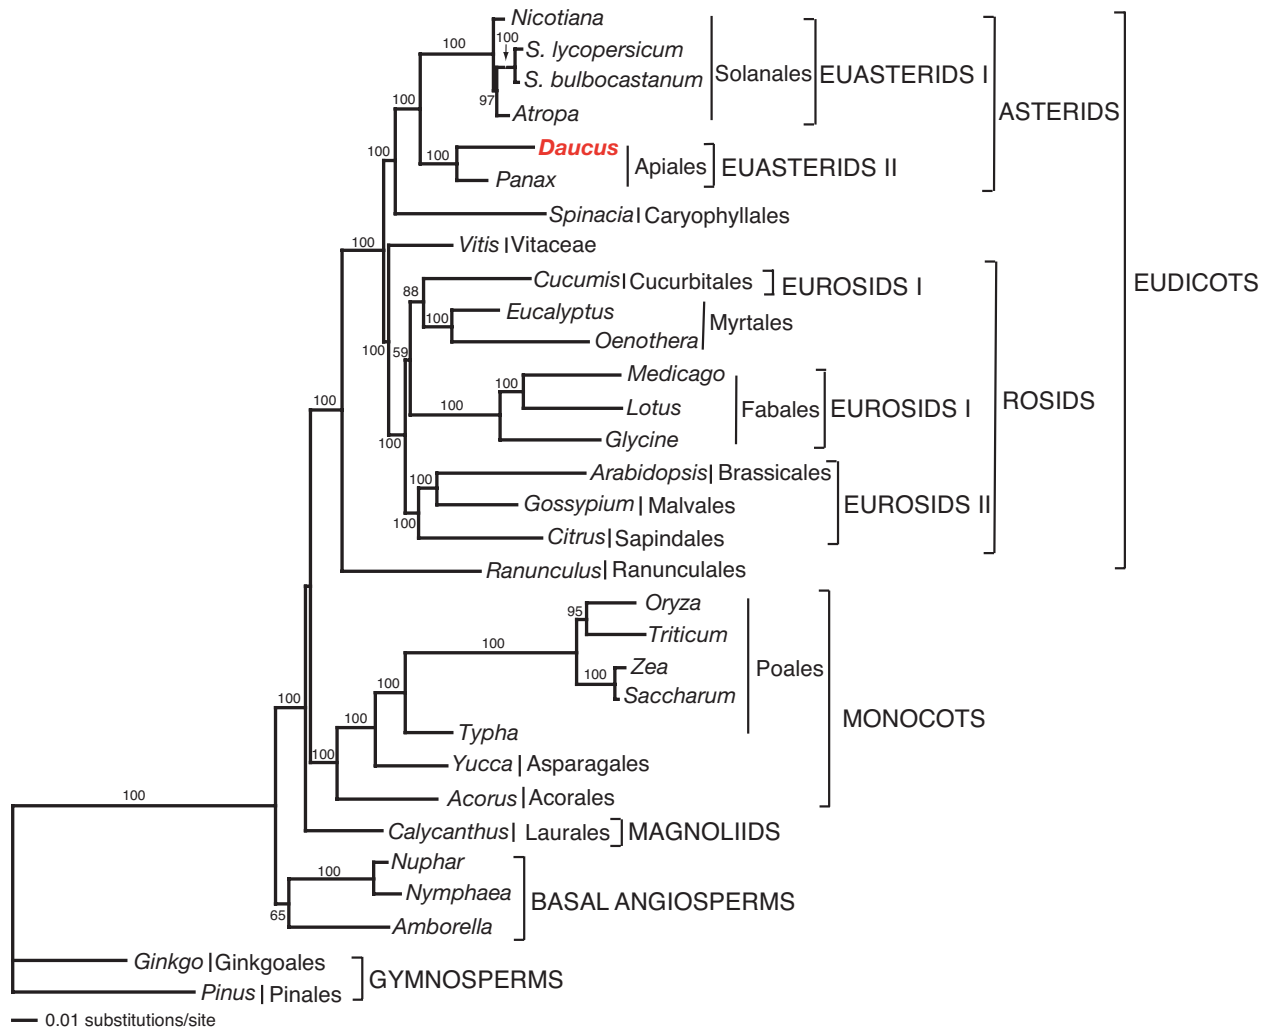 Nicotiana
100
100
S. lycopersicum
S. bulbocastanum
Solanales
EUASTERIDS I
97
Atropa
100
ASTERIDS
Daucus
100
100
Apiales
EUASTERIDS II
Panax
Spinacia
Caryophyllales
100
Vitis
Vitaceae
Cucumis
Cucurbitales
EUROSIDS I
EUDICOTS
88
100
Eucalyptus
Myrtales
Oenothera
100
59
Medicago
100
100
Lotus
Fabales
EUROSIDS I
ROSIDS
100
Glycine
100
Arabidopsis
Brassicales
100
Gossypium
Malvales
EUROSIDS II
100
Citrus
Sapindales
Ranunculus
Ranunculales
Oryza
95
Triticum
100
Zea
100
Poales
Saccharum
100
100
100
MONOCOTS
Typha
100
Yucca
Asparagales
100
Acorus
Acorales
Calycanthus
Laurales
MAGNOLIIDS
Nuphar
100
Nymphaea
BASAL ANGIOSPERMS
65
Amborella
Ginkgo
Ginkgoales
GYMNOSPERMS
Pinus
Pinales
0.01 substitutions/site